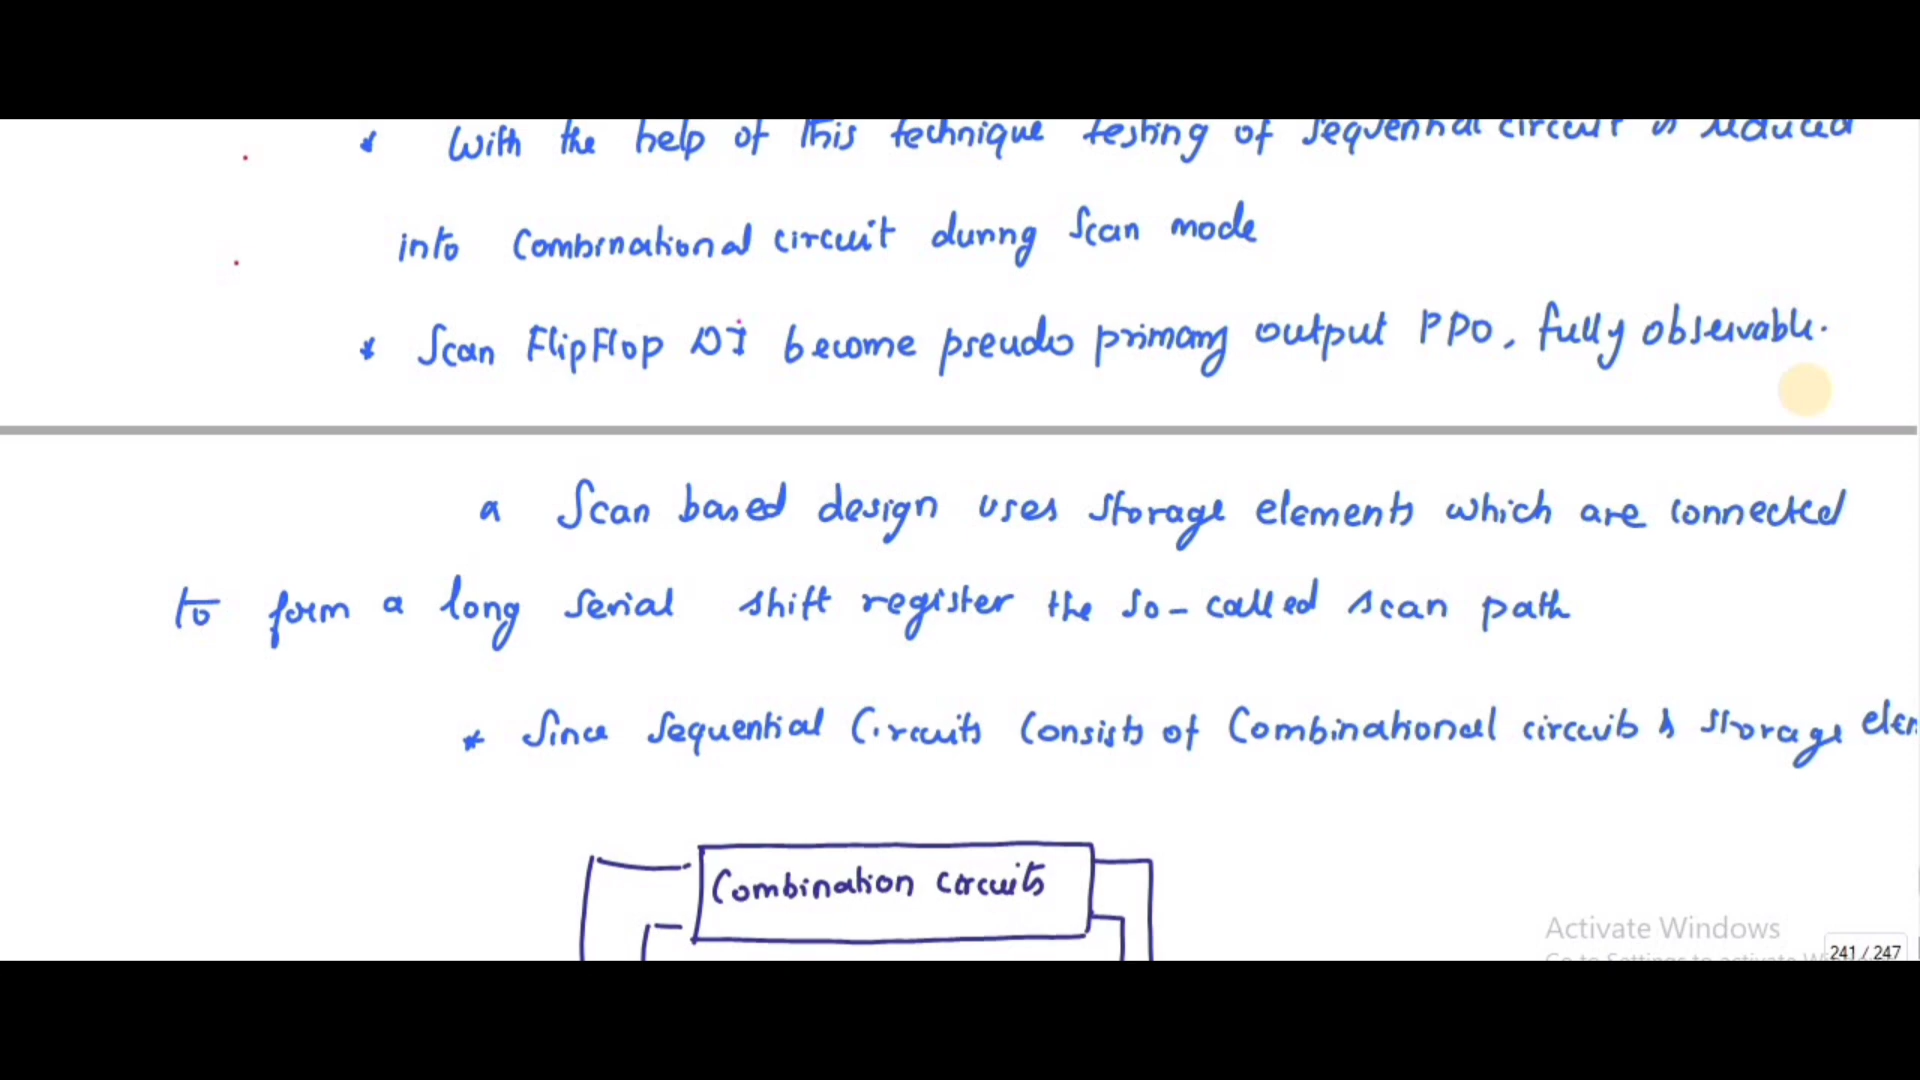 * With the help of this technique testing of sequential circuit is reduced
into Combinational circuit during Scan mode
* Scan FlipFlop DI become pseudo primary output PPO, fully observable.
a Scan based design uses storage elements which are connected
to form a long serial shift register the so-called scan path
* Since Sequential Circuits Consists of Combinational circuits & storage elem
Combination circuits
Activate Windows
241 / 247